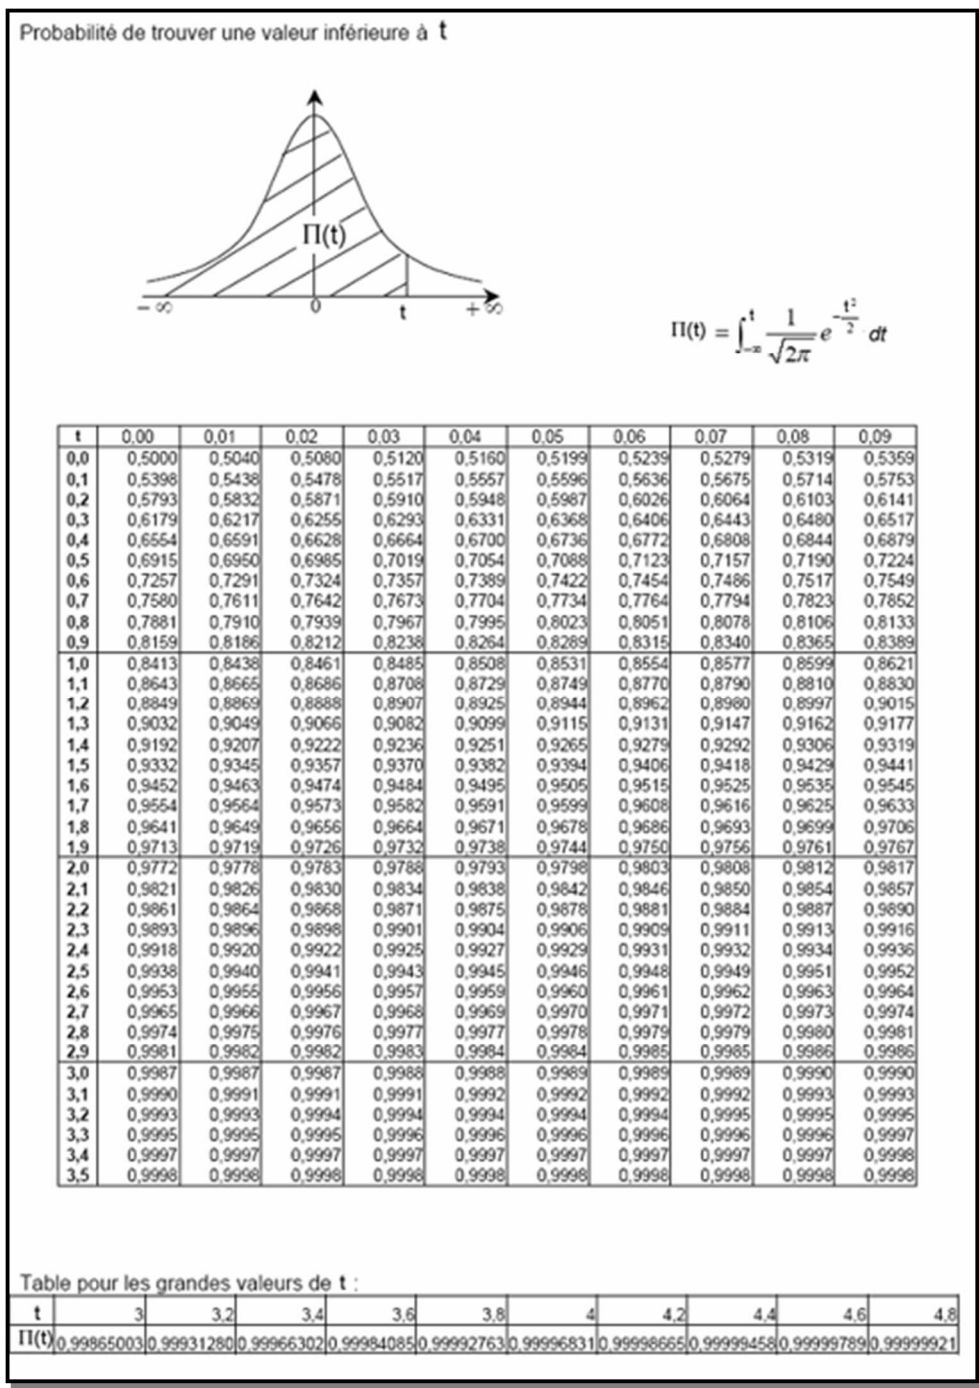 Probabilité de trouver une valeur inférieure à t
Π(t)
- ∞ 0 t + ∞
Π(t) = ∫_{-∞}^{t} 1/√2π e^{-t²/2} dt
t 0,00 0,01 0,02 0,03 0,04 0,05 0,06 0,07 0,08 0,09
0,0 0,5000 0,5040 0,5080 0,5120 0,5160 0,5199 0,5239 0,5279 0,5319 0,5359
0,1 0,5398 0,5438 0,5478 0,5517 0,5557 0,5596 0,5636 0,5675 0,5714 0,5753
0,2 0,5793 0,5832 0,5871 0,5910 0,5948 0,5987 0,6026 0,6064 0,6103 0,6141
0,3 0,6179 0,6217 0,6255 0,6293 0,6331 0,6368 0,6406 0,6443 0,6480 0,6517
0,4 0,6554 0,6591 0,6628 0,6664 0,6700 0,6736 0,6772 0,6808 0,6844 0,6879
0,5 0,6915 0,6950 0,6985 0,7019 0,7054 0,7088 0,7123 0,7157 0,7190 0,7224
0,6 0,7257 0,7291 0,7324 0,7357 0,7389 0,7422 0,7454 0,7486 0,7517 0,7549
0,7 0,7580 0,7611 0,7642 0,7673 0,7704 0,7734 0,7764 0,7794 0,7823 0,7852
0,8 0,7881 0,7910 0,7939 0,7967 0,7995 0,8023 0,8051 0,8078 0,8106 0,8133
0,9 0,8159 0,8186 0,8212 0,8238 0,8264 0,8289 0,8315 0,8340 0,8365 0,8389
1,0 0,8413 0,8438 0,8461 0,8485 0,8508 0,8531 0,8554 0,8577 0,8599 0,8621
1,1 0,8643 0,8665 0,8686 0,8708 0,8729 0,8749 0,8770 0,8790 0,8810 0,8830
1,2 0,8849 0,8869 0,8888 0,8907 0,8925 0,8944 0,8962 0,8980 0,8997 0,9015
1,3 0,9032 0,9049 0,9066 0,9082 0,9099 0,9115 0,9131 0,9147 0,9162 0,9177
1,4 0,9192 0,9207 0,9222 0,9236 0,9251 0,9265 0,9279 0,9292 0,9306 0,9319
1,5 0,9332 0,9345 0,9357 0,9370 0,9382 0,9394 0,9406 0,9418 0,9429 0,9441
1,6 0,9452 0,9463 0,9474 0,9484 0,9495 0,9505 0,9515 0,9525 0,9535 0,9545
1,7 0,9554 0,9564 0,9573 0,9582 0,9591 0,9599 0,9608 0,9616 0,9625 0,9633
1,8 0,9641 0,9649 0,9656 0,9664 0,9671 0,9678 0,9686 0,9693 0,9699 0,9706
1,9 0,9713 0,9719 0,9726 0,9732 0,9738 0,9744 0,9750 0,9756 0,9761 0,9767
2,0 0,9772 0,9778 0,9783 0,9788 0,9793 0,9798 0,9803 0,9808 0,9812 0,9817
2,1 0,9821 0,9826 0,9830 0,9834 0,9838 0,9842 0,9846 0,9850 0,9854 0,9857
2,2 0,9861 0,9864 0,9868 0,9871 0,9875 0,9878 0,9881 0,9884 0,9887 0,9890
2,3 0,9893 0,9896 0,9898 0,9901 0,9904 0,9906 0,9909 0,9911 0,9913 0,9916
2,4 0,9918 0,9920 0,9922 0,9925 0,9927 0,9929 0,9931 0,9932 0,9934 0,9936
2,5 0,9938 0,9940 0,9941 0,9943 0,9945 0,9946 0,9948 0,9949 0,9951 0,9952
2,6 0,9953 0,9955 0,9956 0,9957 0,9959 0,9960 0,9961 0,9962 0,9963 0,9964
2,7 0,9965 0,9966 0,9967 0,9968 0,9969 0,9970 0,9971 0,9972 0,9973 0,9974
2,8 0,9974 0,9975 0,9976 0,9977 0,9977 0,9978 0,9979 0,9979 0,9980 0,9981
2,9 0,9981 0,9982 0,9982 0,9983 0,9984 0,9984 0,9985 0,9985 0,9986 0,9986
3,0 0,9987 0,9987 0,9987 0,9988 0,9988 0,9989 0,9989 0,9989 0,9990 0,9990
3,1 0,9990 0,9991 0,9991 0,9991 0,9992 0,9992 0,9992 0,9992 0,9993 0,9993
3,2 0,9993 0,9993 0,9994 0,9994 0,9994 0,9994 0,9994 0,9995 0,9995 0,9995
3,3 0,9995 0,9995 0,9995 0,9996 0,9996 0,9996 0,9996 0,9996 0,9996 0,9997
3,4 0,9997 0,9997 0,9997 0,9997 0,9997 0,9997 0,9997 0,9997 0,9997 0,9998
3,5 0,9998 0,9998 0,9998 0,9998 0,9998 0,9998 0,9998 0,9998 0,9998 0,9998
Table pour les grandes valeurs de t :
t 3 3,2 3,4 3,6 3,8 4 4,2 4,4 4,6 4,8
Π(t) 0,99865003 0,99931280 0,99966302 0,99984085 0,99992763 0,99996831 0,99998665 0,99999458 0,99999789 0,99999921